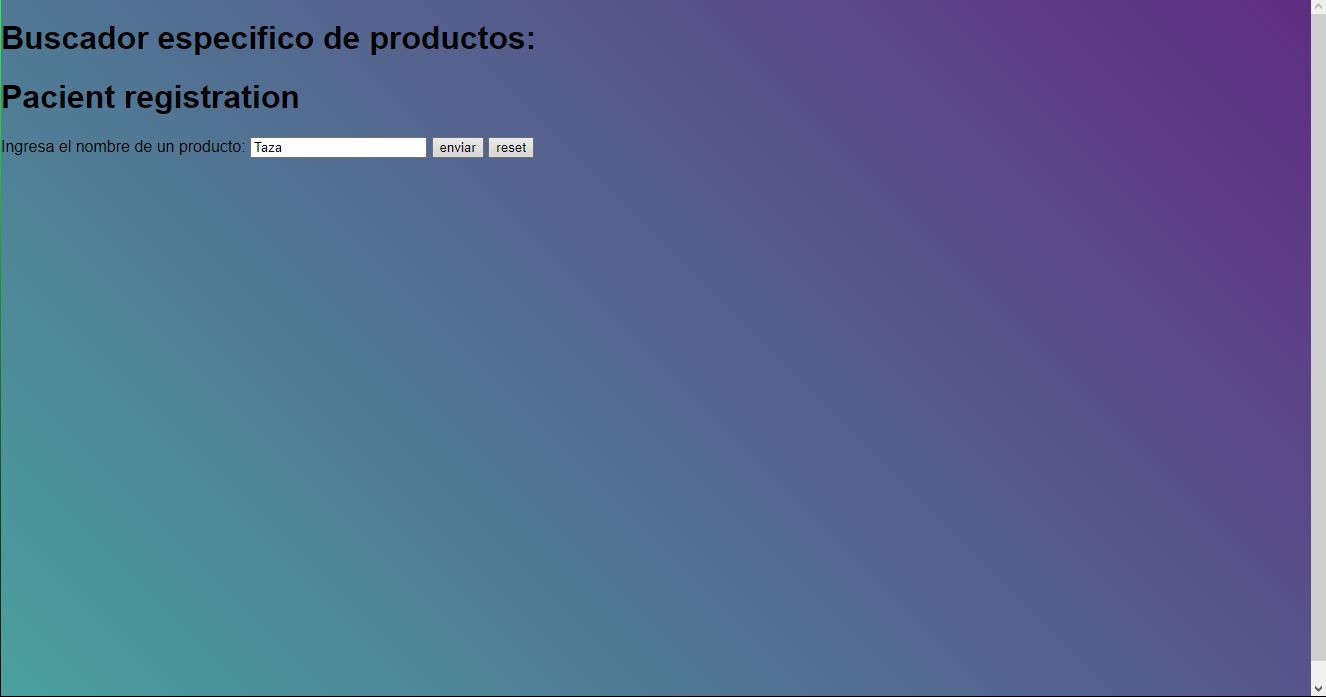 Buscador especifico de productos:
Pacient registration
Ingresa el nombre de un producto: Taza enviar reset